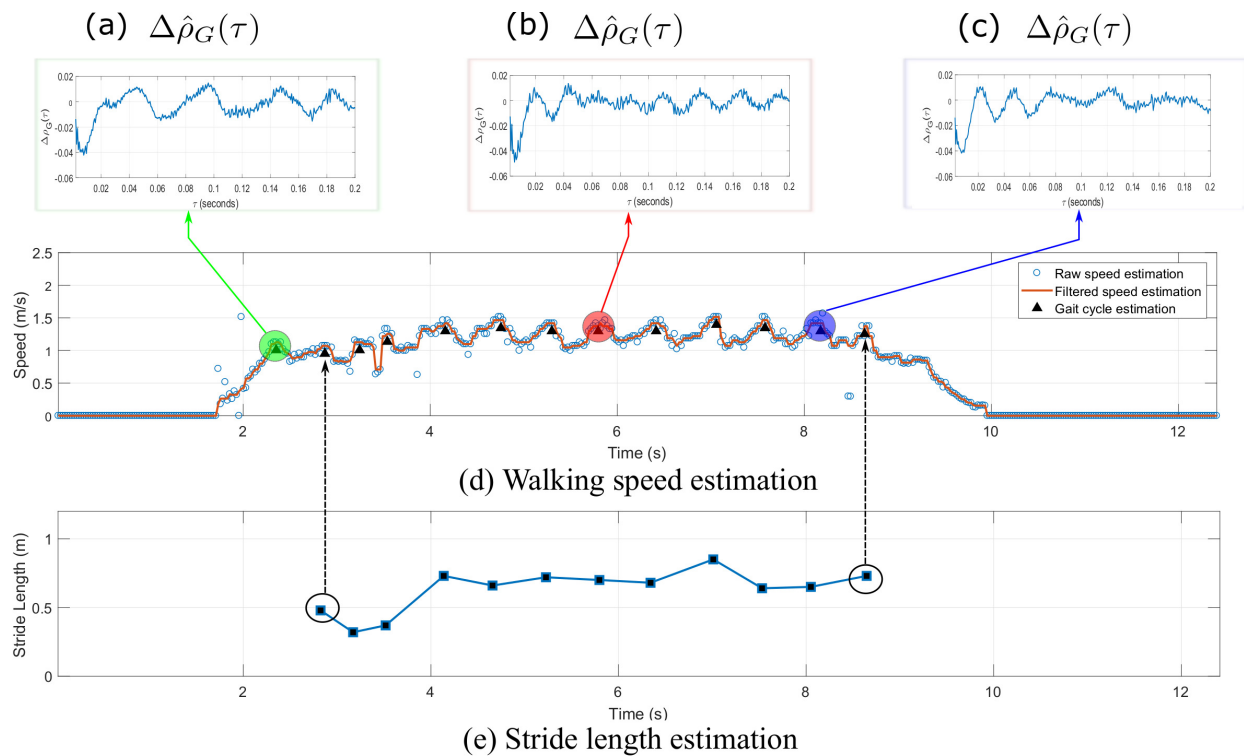 (a) Δρ̂_G(τ)
(b) Δρ̂_G(τ)
(c) Δρ̂_G(τ)
0.02
0
-0.02
-0.04
-0.06
Δρ_G(τ)
0.02 0.04 0.06 0.08 0.1 0.12 0.14 0.16 0.18 0.2
τ (seconds)
0.02
0
-0.02
-0.04
-0.06
Δρ_G(τ)
0.02 0.04 0.06 0.08 0.1 0.12 0.14 0.16 0.18 0.2
τ (seconds)
0.02
0
-0.02
-0.04
-0.06
Δρ_G(τ)
0.02 0.04 0.06 0.08 0.1 0.12 0.14 0.16 0.18 0.2
τ (seconds)
2.5
2
1.5
1
0.5
0
Speed (m/s)
Raw speed estimation
Filtered speed estimation
Gait cycle estimation
2 4 6 8 10 12
Time (s)
(d) Walking speed estimation
1
0.5
0
Stride Length (m)
2 4 6 8 10 12
Time (s)
(e) Stride length estimation